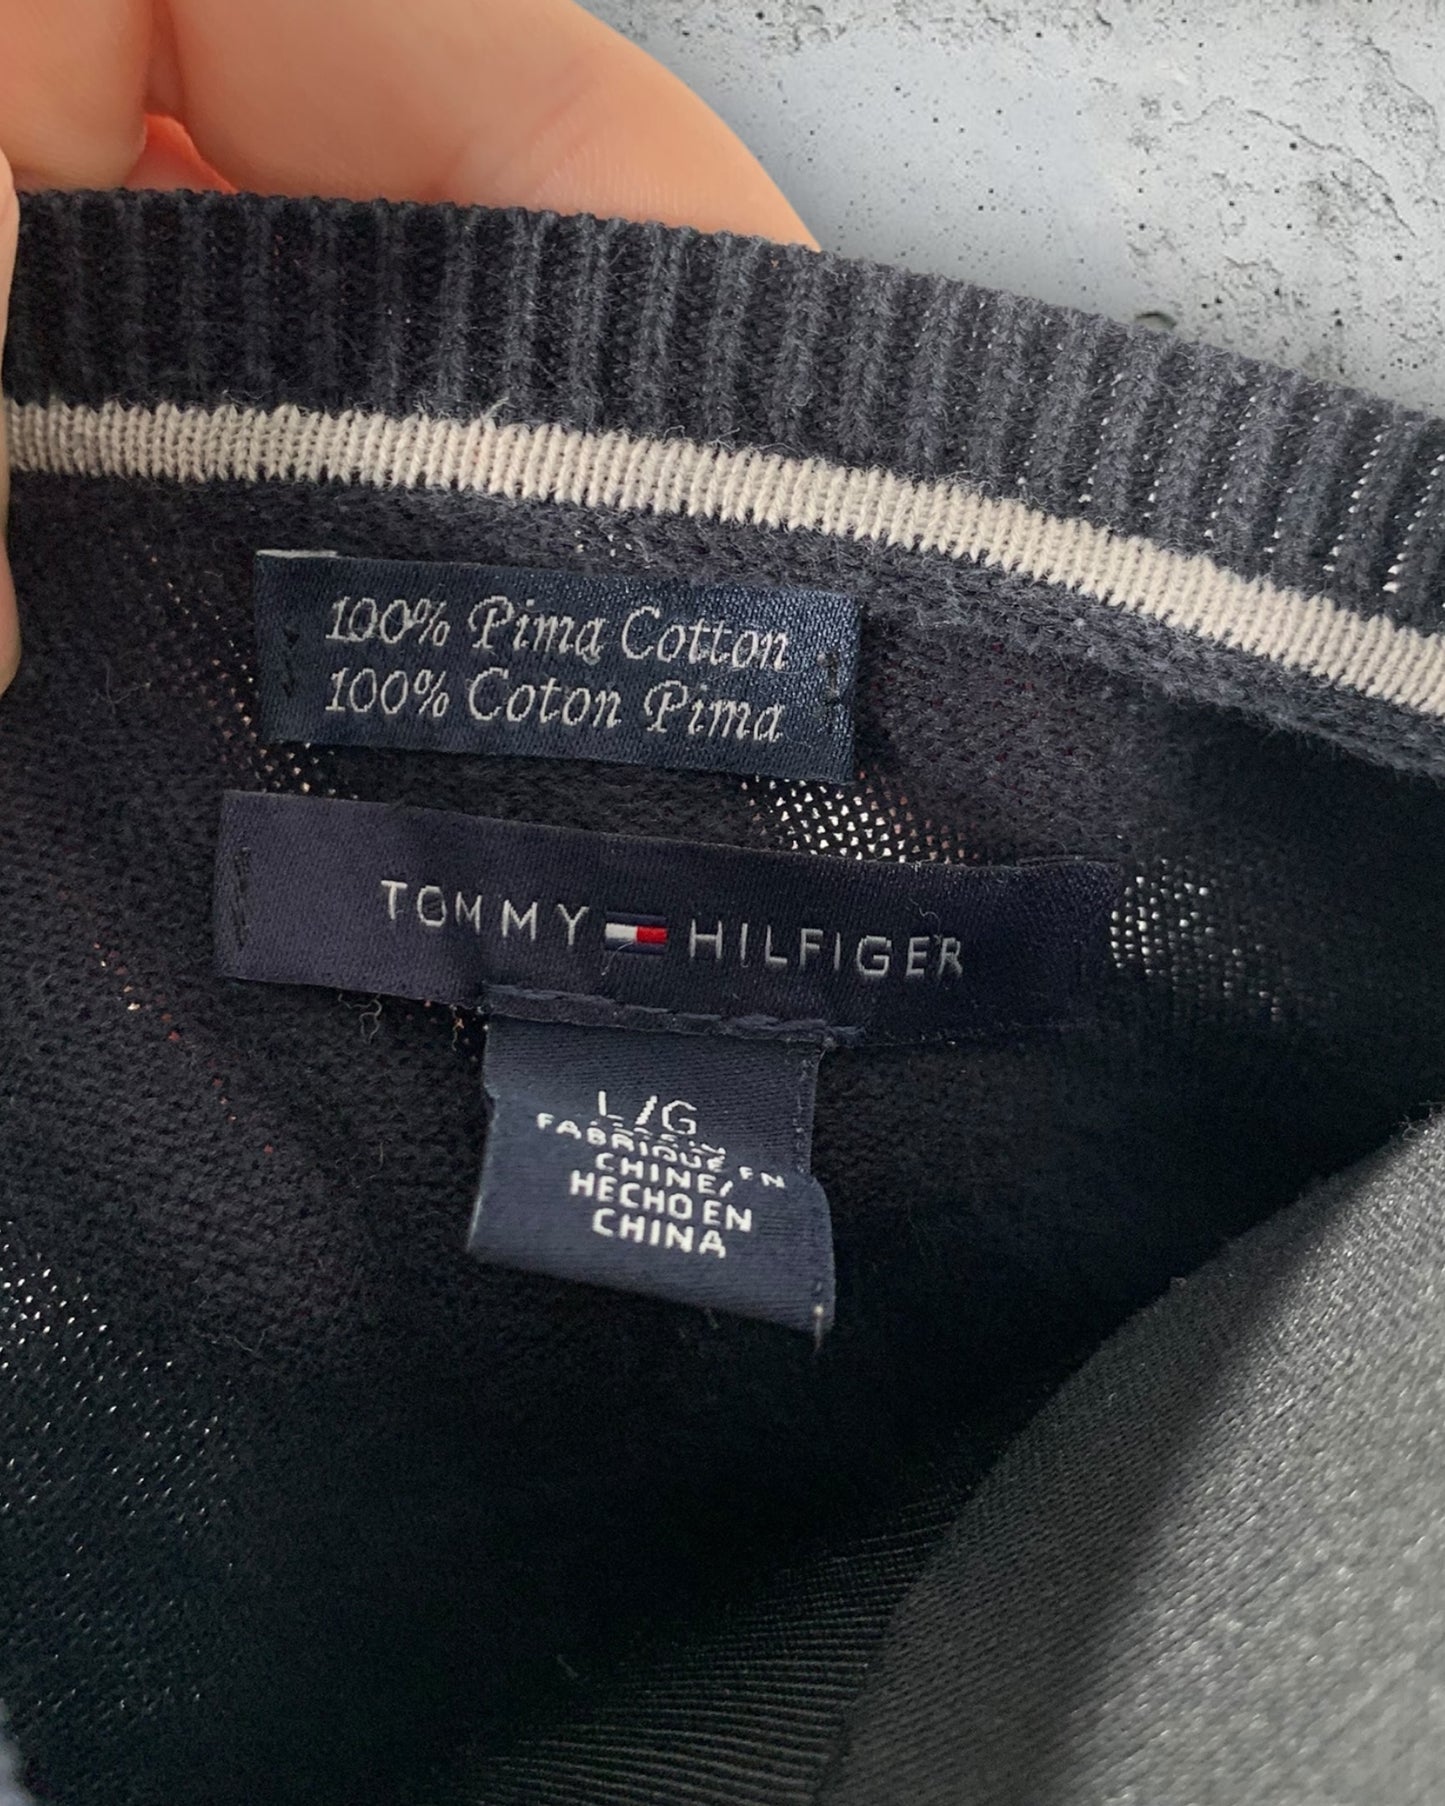 100% Pima Cotton
100% Coton Pima
TOMMY HILFIGER
L/G
FABRIQUÉ EN
CHINE/
HECHO EN
CHINA